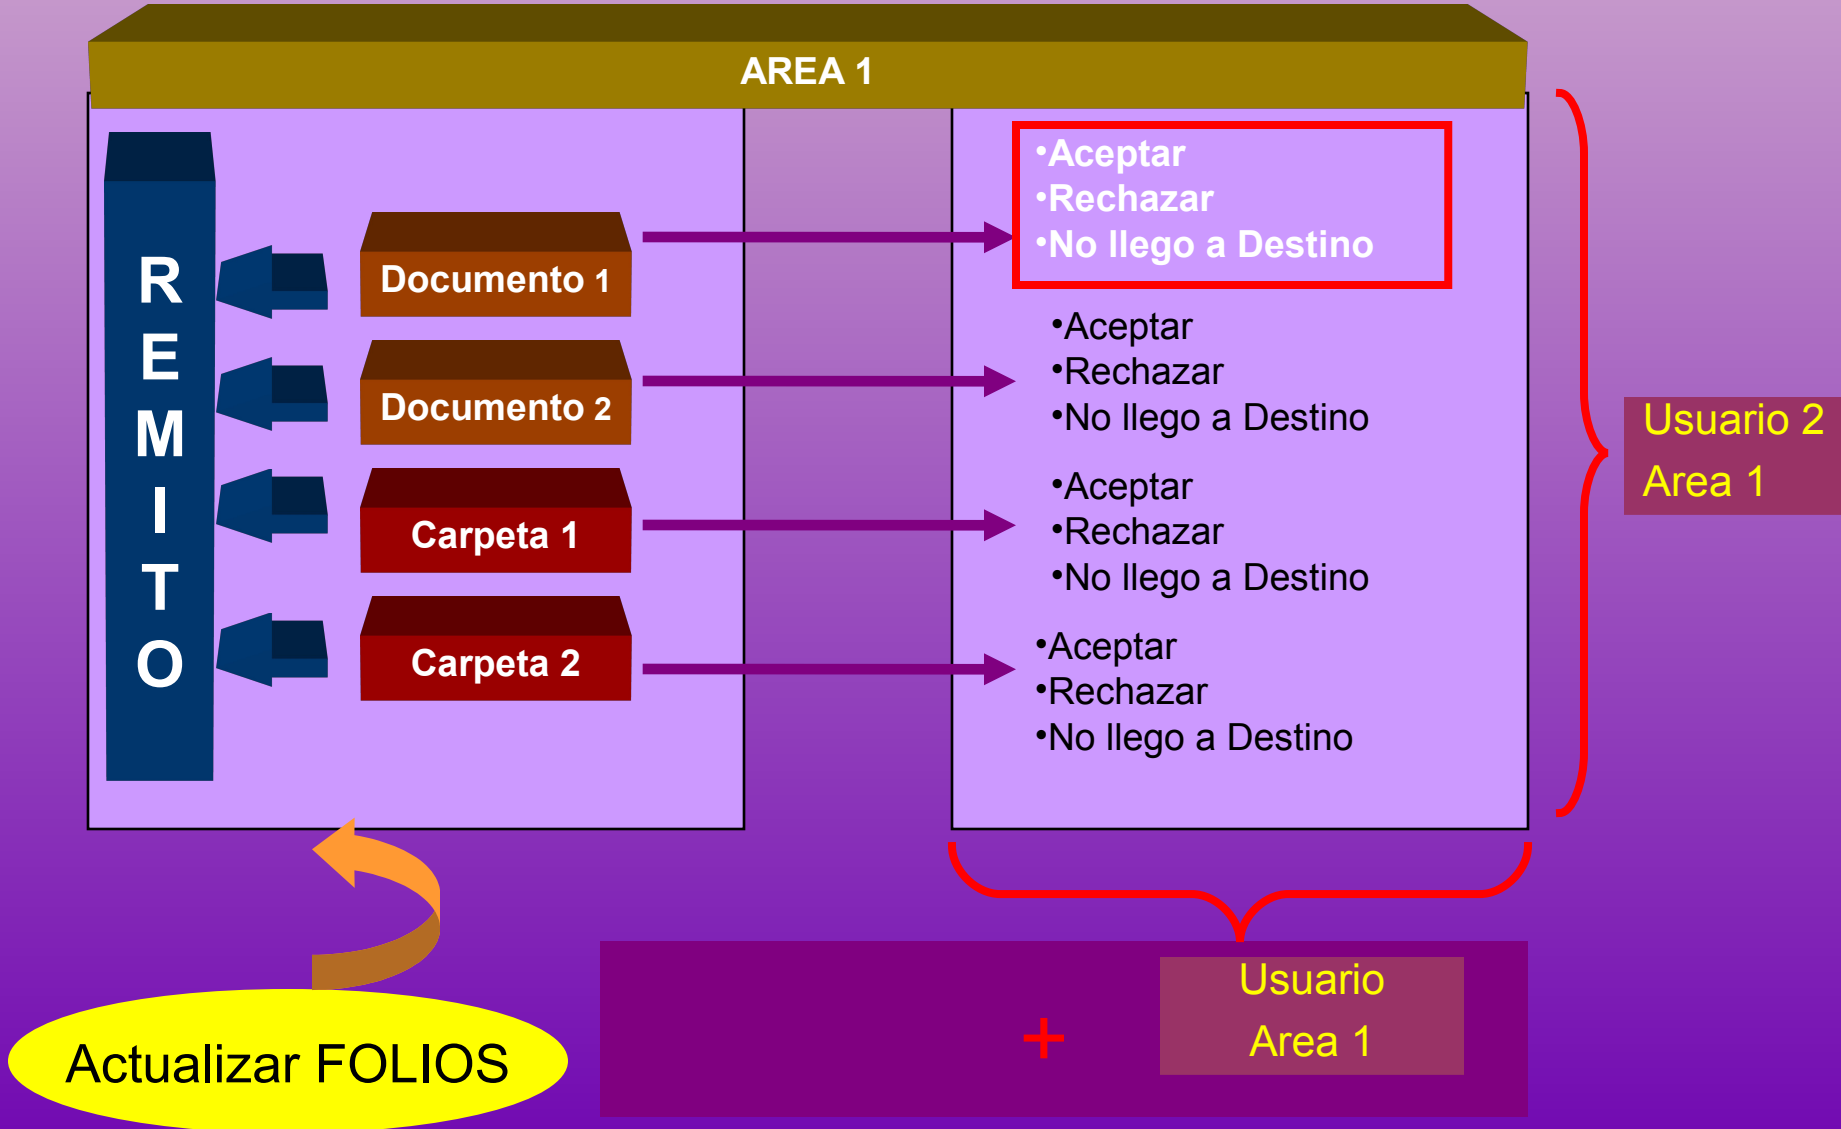 AREA 1
REMITO
Documento 1
Documento 2
Carpeta 1
Carpeta 2
•Aceptar
•Rechazar
•No llego a Destino
•Aceptar
•Rechazar
•No llego a Destino
•Aceptar
•Rechazar
•No llego a Destino
•Aceptar
•Rechazar
•No llego a Destino
Usuario 2
Area 1
Actualizar FOLIOS
+
Usuario
Area 1